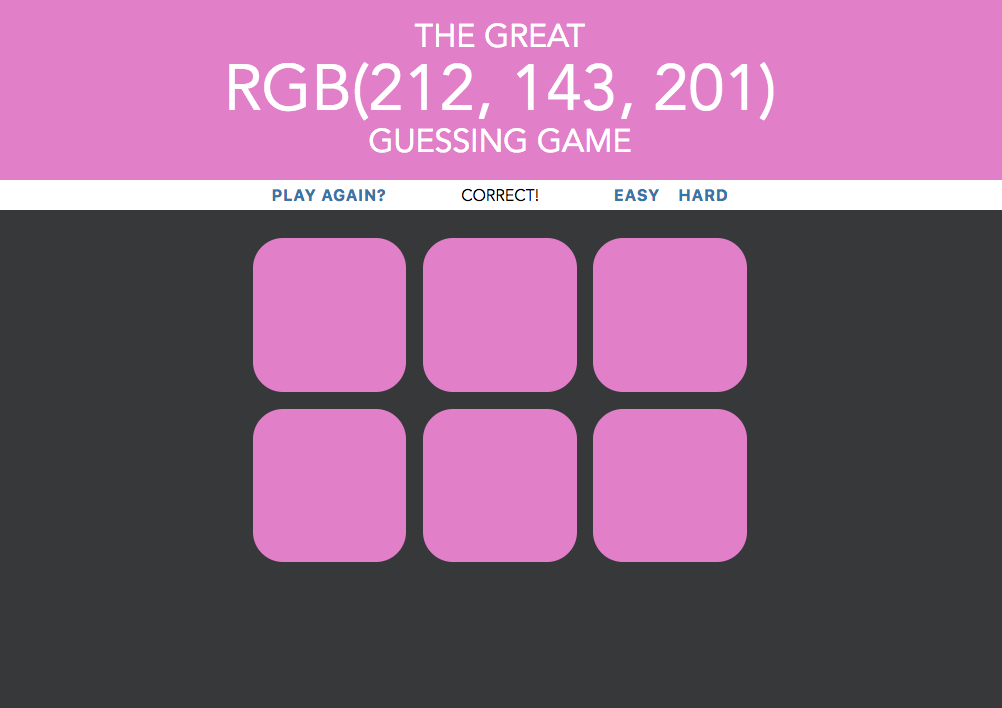 THE GREAT
RGB(212, 143, 201)
GUESSING GAME
PLAY AGAIN? CORRECT! EASY HARD